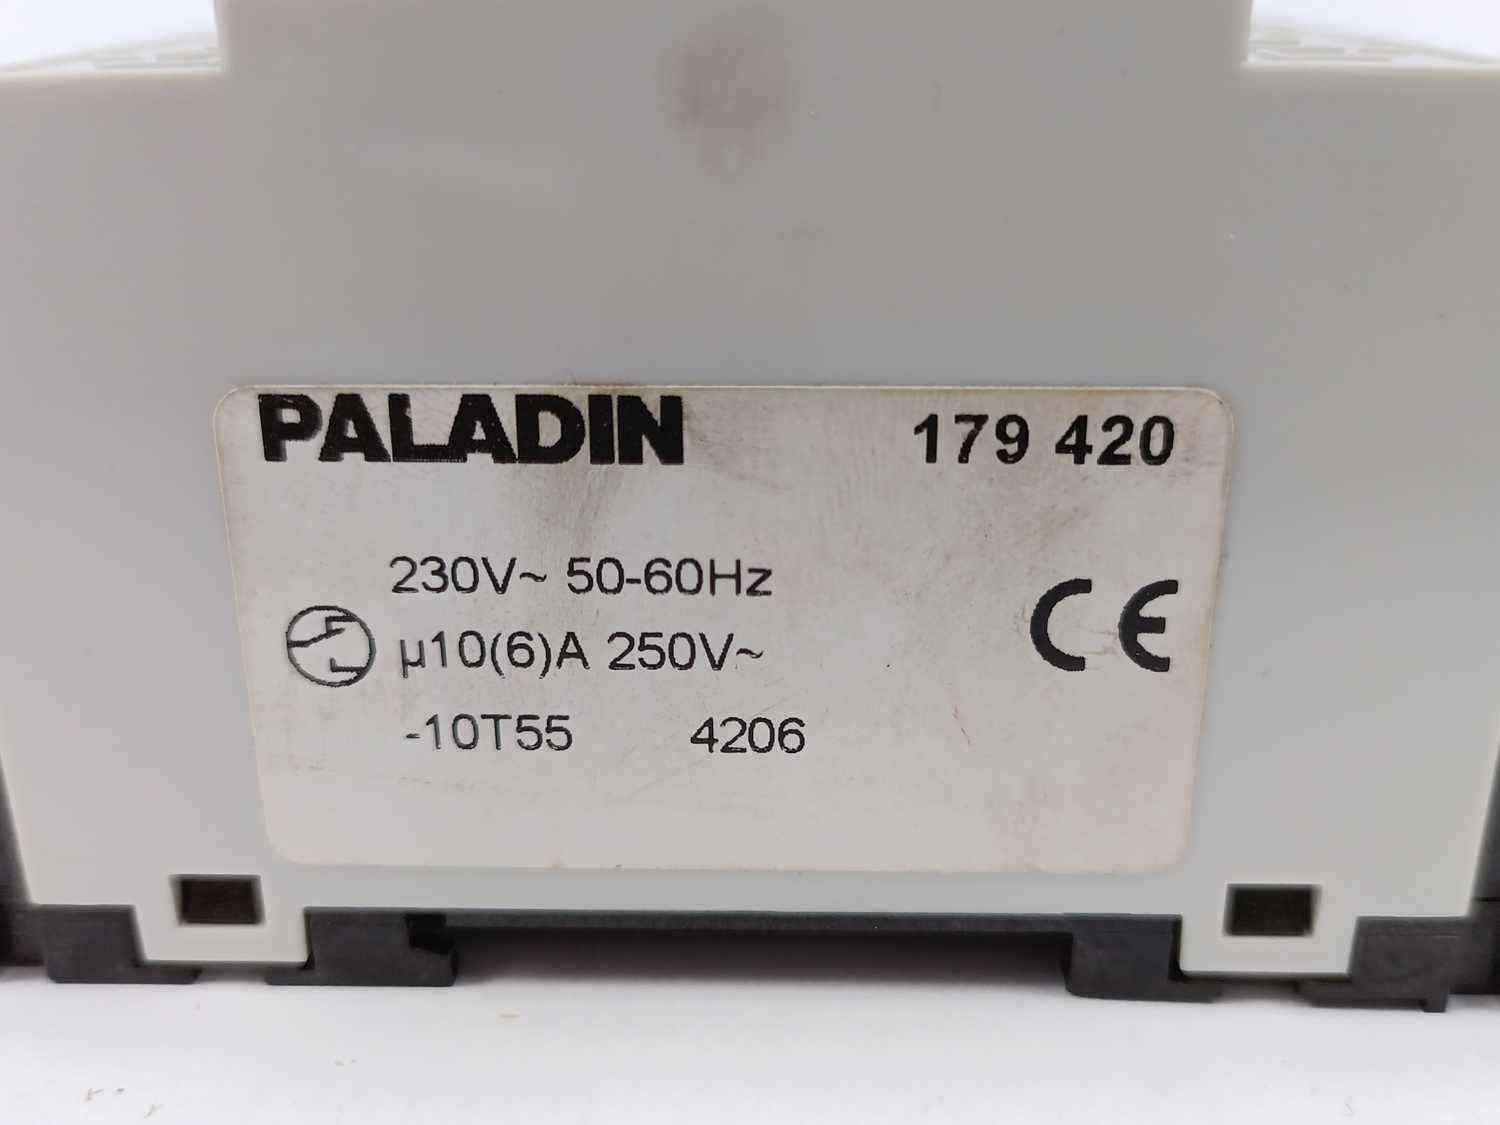 PALADIN 179 420
230V~ 50-60Hz
µ10(6)A 250V~
CE
-10T55 4206